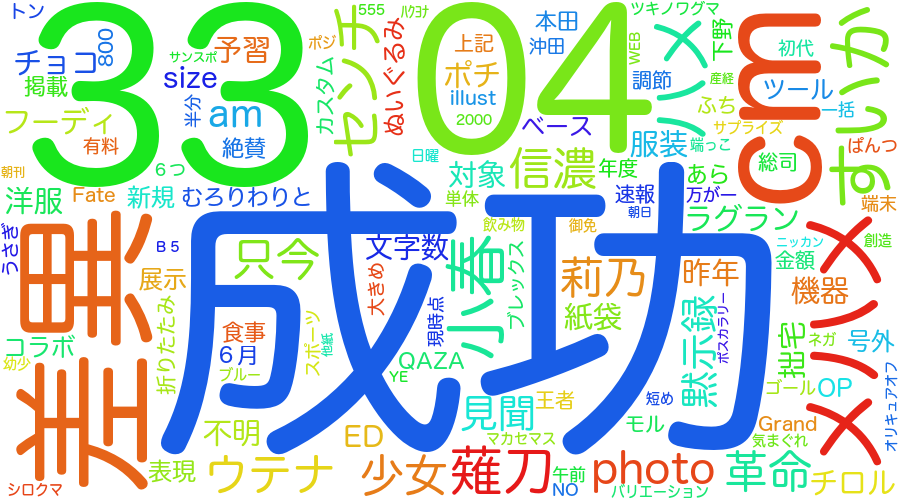 トン
800
555
ﾊｸﾖﾅ
04
本田
ツキノワグマ
33
チョコ
サンスポ
予習
ポジ
センチ
ぬいぐるみ
上記
沖田
WEB
メバメ
下野
cm
初代
すいか
掲載
size
カスタム
ポチ
illust
調節
産経
ツール
フーディ
半分
am
2000
ベース
ふち
一括
有料
絶賛
サプライズ
朝刊
日曜
服装
端っこ
総司
ぱんつ
6つ
対象
信濃
年度
あら
洋服
Fate
新規
むろりわりと
単体
速報
万が一
端末
うさぎ
差異
B5
成功
飲み物
御免
朝日
ラグラン
メバメ
ニッカン
創造
文字数
小春
只今
ブレックス
莉乃
昨年
金額
展示
大きめ
機器
折りたたみ
紙袋
黙示録
ボスカラリー
コラボ
食事
現時点
拙宅
ネガ
号外
幼少
6月
スポーツ
他紙
QAZA
ブルー
YE
ゴール
OP
オリキュアオフ
不明
ED
見聞
王者
短め
モル
Grand
マカセマス
気まぐれ
シロクマ
表現
ウテナ
少女
薙刀
午前
NO
photo
バリエーション
革命
チロル